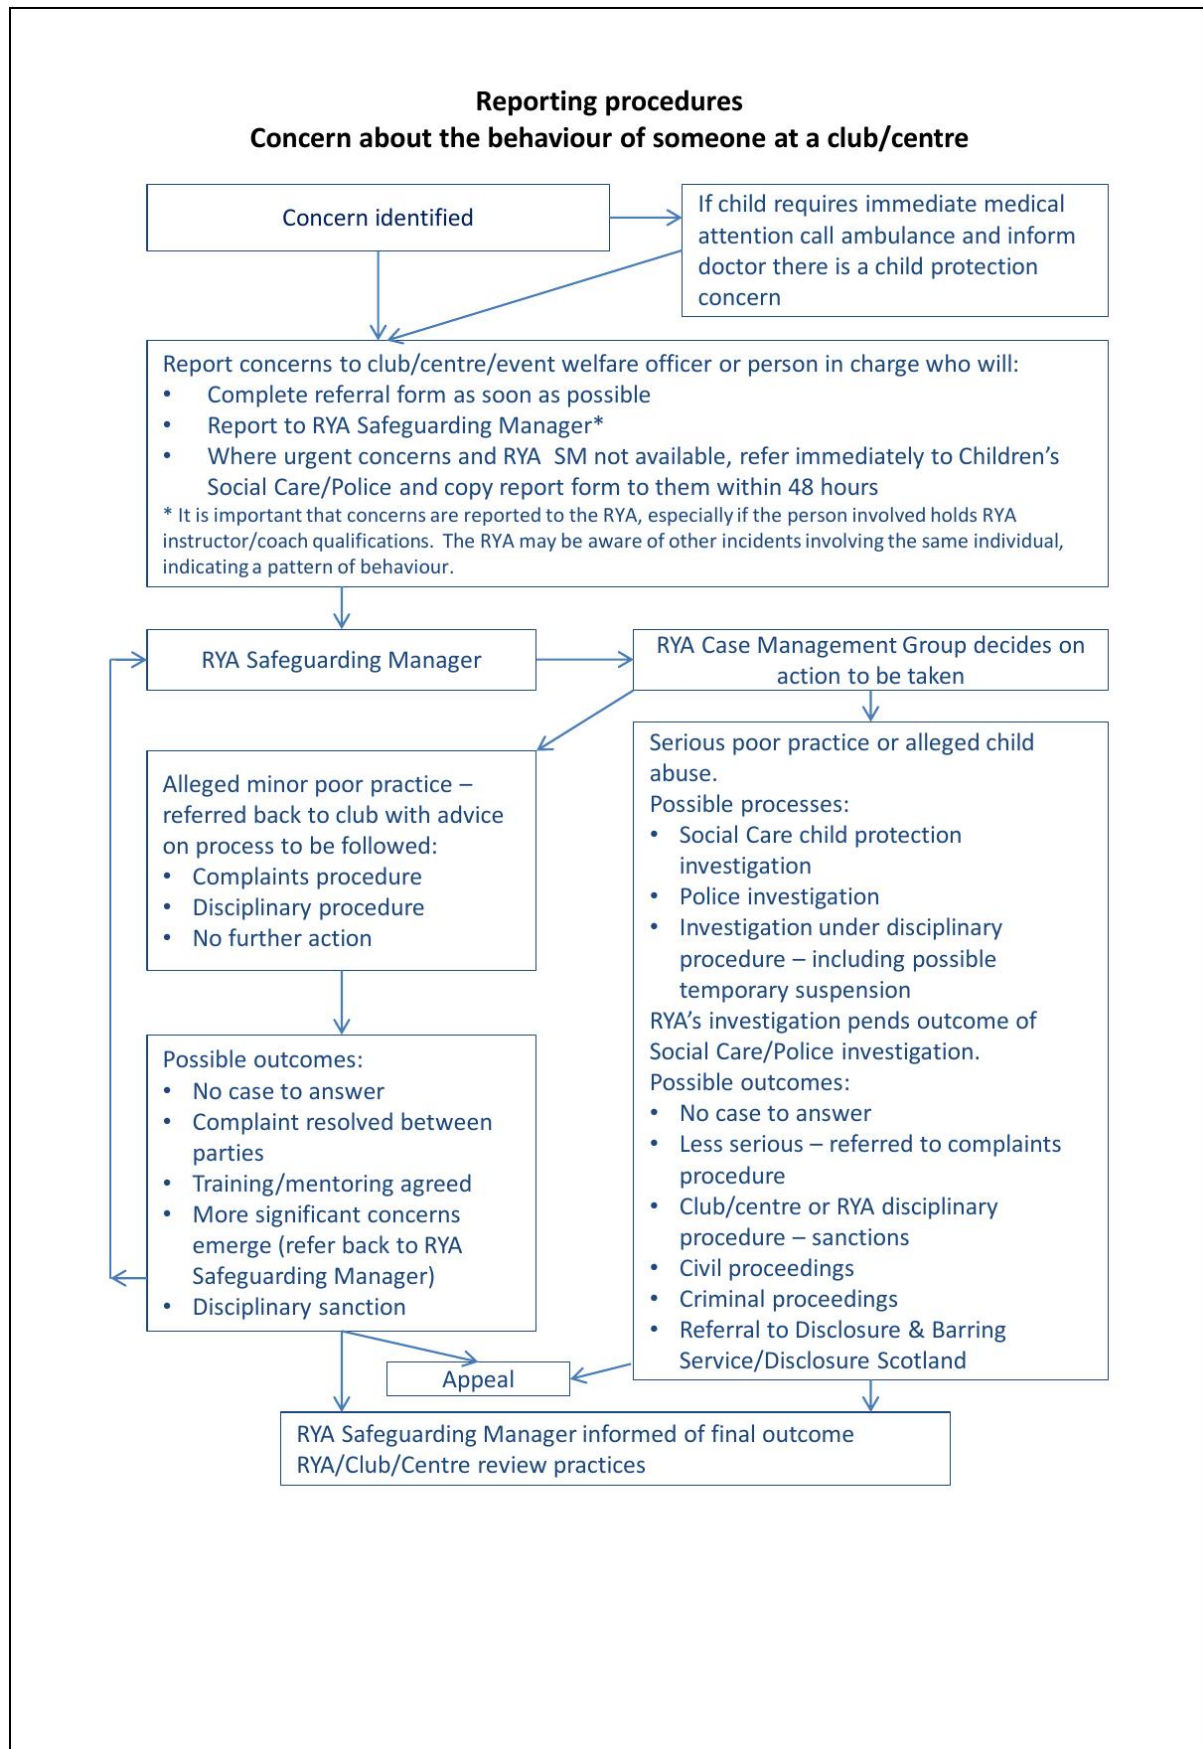 Reporting procedures
Concern about the behaviour of someone at a club/centre
Concern identified
If child requires immediate medical
attention call ambulance and inform
doctor there is a child protection
concern
Report concerns to club/centre/event welfare officer or person in charge who will:
• Complete referral form as soon as possible
• Report to RYA Safeguarding Manager*
• Where urgent concerns and RYA SM not available, refer immediately to Children's
Social Care/Police and copy report form to them within 48 hours
* It is important that concerns are reported to the RYA, especially if the person involved holds RYA
instructor/coach qualifications. The RYA may be aware of other incidents involving the same individual,
indicating a pattern of behaviour.
RYA Safeguarding Manager
RYA Case Management Group decides on
action to be taken
Alleged minor poor practice –
referred back to club with advice
on process to be followed:
• Complaints procedure
• Disciplinary procedure
• No further action
Serious poor practice or alleged child
abuse.
Possible processes:
• Social Care child protection
investigation
• Police investigation
• Investigation under disciplinary
procedure – including possible
temporary suspension
RYA's investigation pends outcome of
Social Care/Police investigation.
Possible outcomes:
• No case to answer
• Less serious – referred to complaints
procedure
• Club/centre or RYA disciplinary
procedure – sanctions
• Civil proceedings
• Criminal proceedings
• Referral to Disclosure & Barring
Service/Disclosure Scotland
Possible outcomes:
• No case to answer
• Complaint resolved between
parties
• Training/mentoring agreed
• More significant concerns
emerge (refer back to RYA
Safeguarding Manager)
• Disciplinary sanction
Appeal
RYA Safeguarding Manager informed of final outcome
RYA/Club/Centre review practices